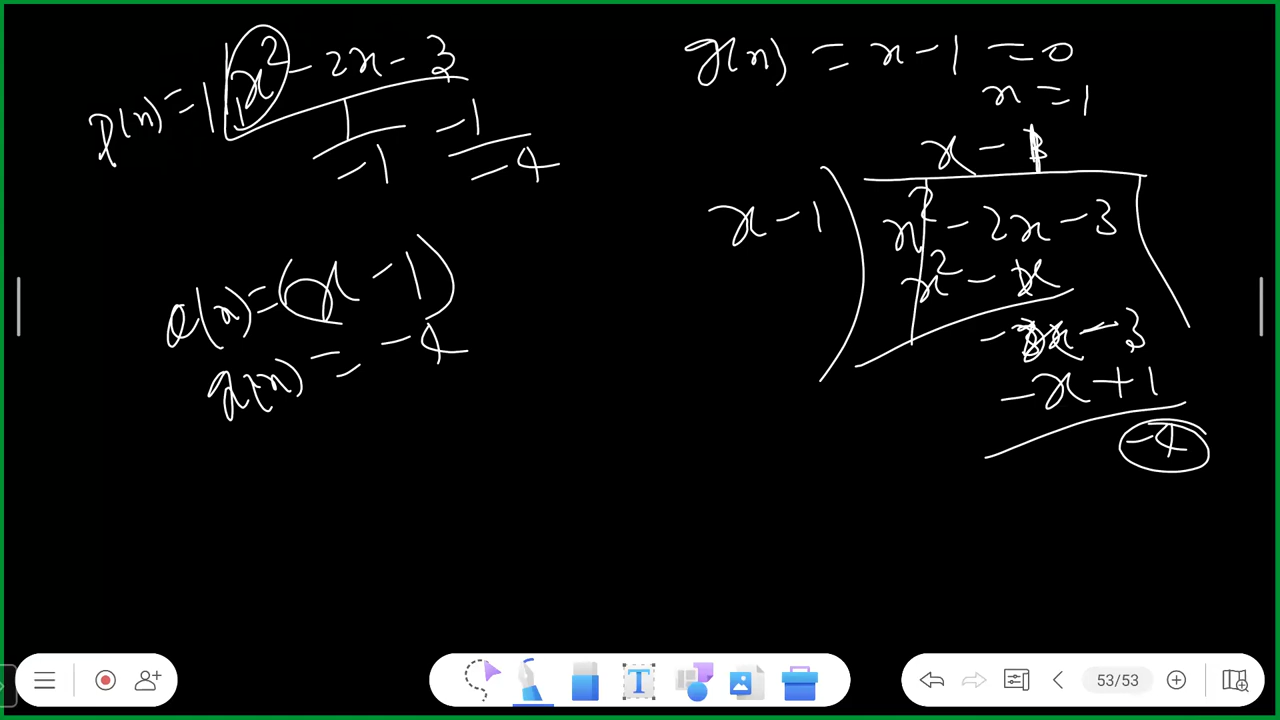 p(x) = 1 | x² - 2x - 3
1 -1
1 -1 -4
Q(x) = (x - 1)
r(x) = -4
g(x) = x - 1 = 0
x = 1
x - 1
x - 1 ) x² - 2x - 3
x² - x
-x - 3
-x + 1
-4
T
53/53